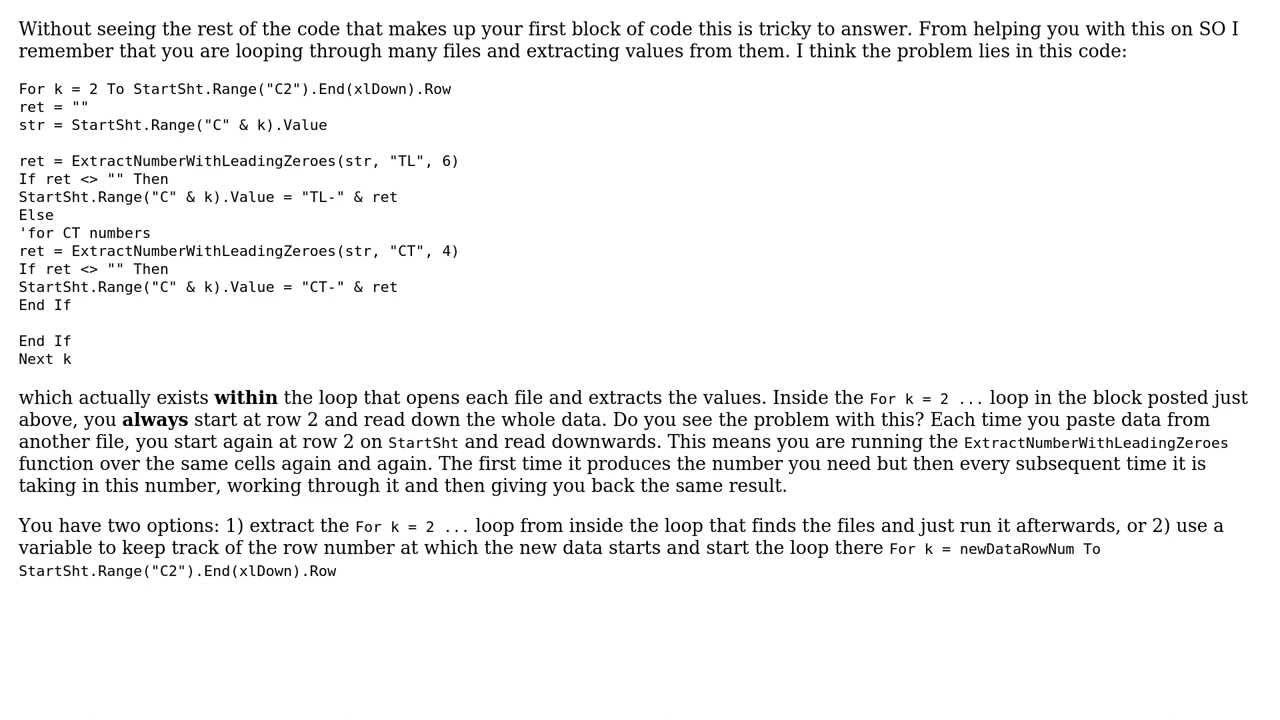 Without seeing the rest of the code that makes up your first block of code this is tricky to answer. From helping you with this on SO I
remember that you are looping through many files and extracting values from them. I think the problem lies in this code:
For k = 2 To StartSht.Range("C2").End(xlDown).Row
ret = ""
str = StartSht.Range("C" & k).Value
ret = ExtractNumberWithLeadingZeroes(str, "TL", 6)
If ret <> "" Then
StartSht.Range("C" & k).Value = "TL-" & ret
Else
'for CT numbers
ret = ExtractNumberWithLeadingZeroes(str, "CT", 4)
If ret <> "" Then
StartSht.Range("C" & k).Value = "CT-" & ret
End If
End If
Next k
which actually exists within the loop that opens each file and extracts the values. Inside the For k = 2 ... loop in the block posted just
above, you always start at row 2 and read down the whole data. Do you see the problem with this? Each time you paste data from
another file, you start again at row 2 on StartSht and read downwards. This means you are running the ExtractNumberWithLeadingZeroes
function over the same cells again and again. The first time it produces the number you need but then every subsequent time it is
taking in this number, working through it and then giving you back the same result.
You have two options: 1) extract the For k = 2 ... loop from inside the loop that finds the files and just run it afterwards, or 2) use a
variable to keep track of the row number at which the new data starts and start the loop there For k = newDataRowNum To
StartSht.Range("C2").End(xlDown).Row